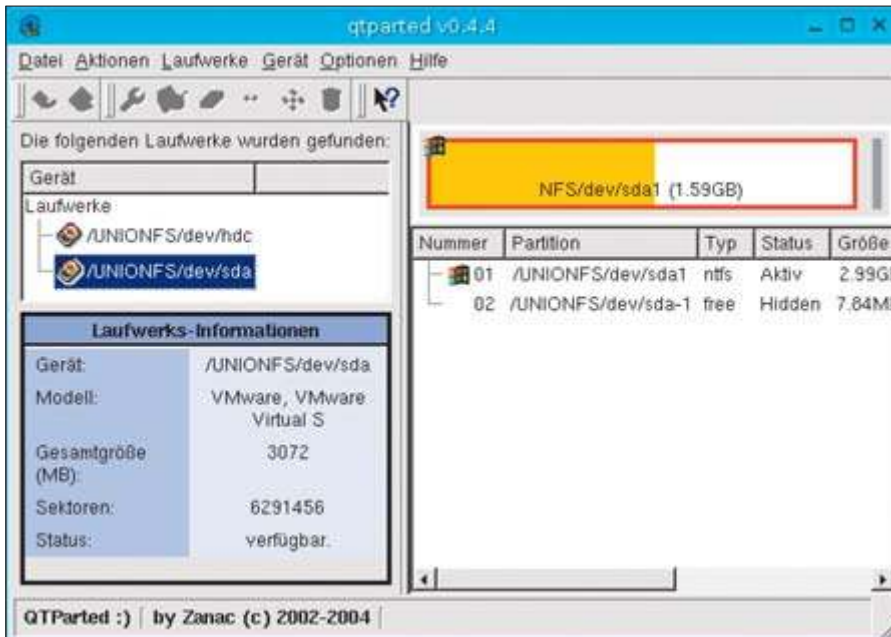 qtparted v0.4.4
Datei Aktionen Laufwerke Gerät Optionen Hilfe
Die folgenden Laufwerke wurden gefunden:
Gerät
Laufwerke
/UNIONFS/dev/hdc
/UNIONFS/dev/sda
Laufwerks-Informationen
Gerät: /UNIONFS/dev/sda
Modell: VMware, VMware
Virtual S
Gesamtgröße 3072
(MB):
Sektoren: 6291456
Status: verfügbar.
NFS/dev/sda1 (1.59GB)
Nummer Partition Typ Status Größe
01 /UNIONFS/dev/sda1 ntfs Aktiv 2.99G
02 /UNIONFS/dev/sda-1 free Hidden 7.84M
QTParted :) by Zanac (c) 2002-2004